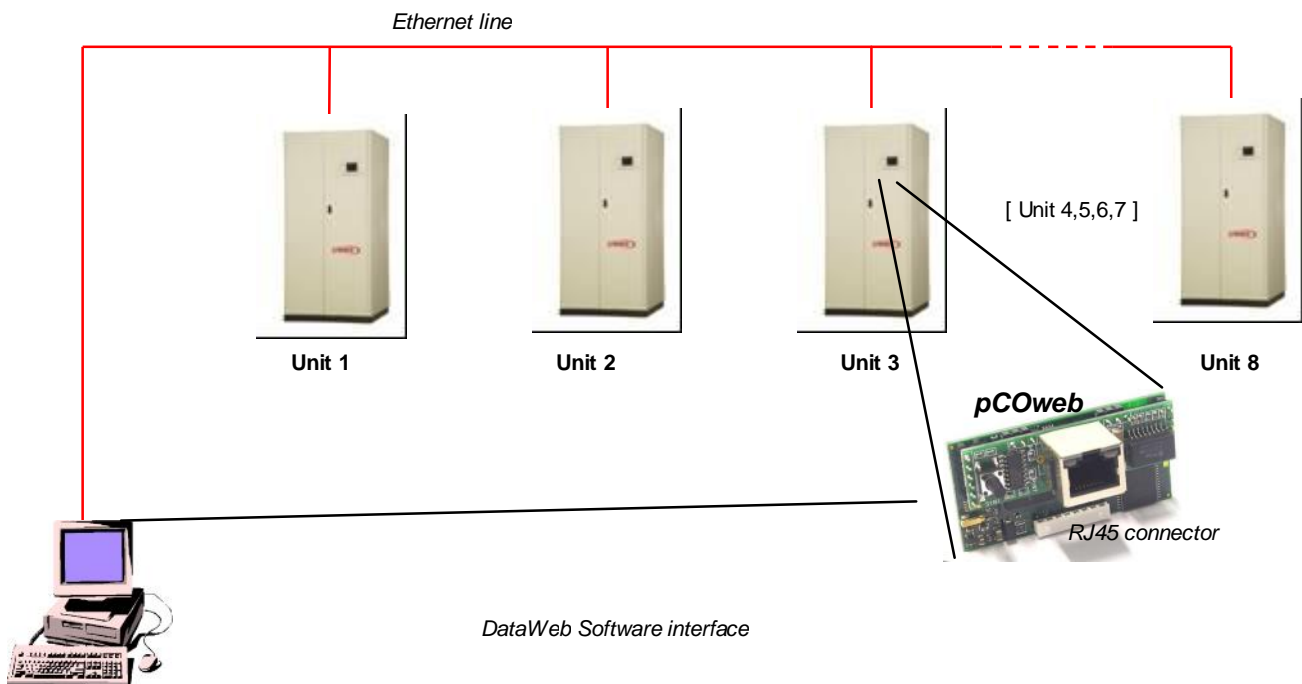 Ethernet line
[ Unit 4,5,6,7 ]
Unit 1
Unit 2
Unit 3
Unit 8
pCOweb
RJ45 connector
DataWeb Software interface